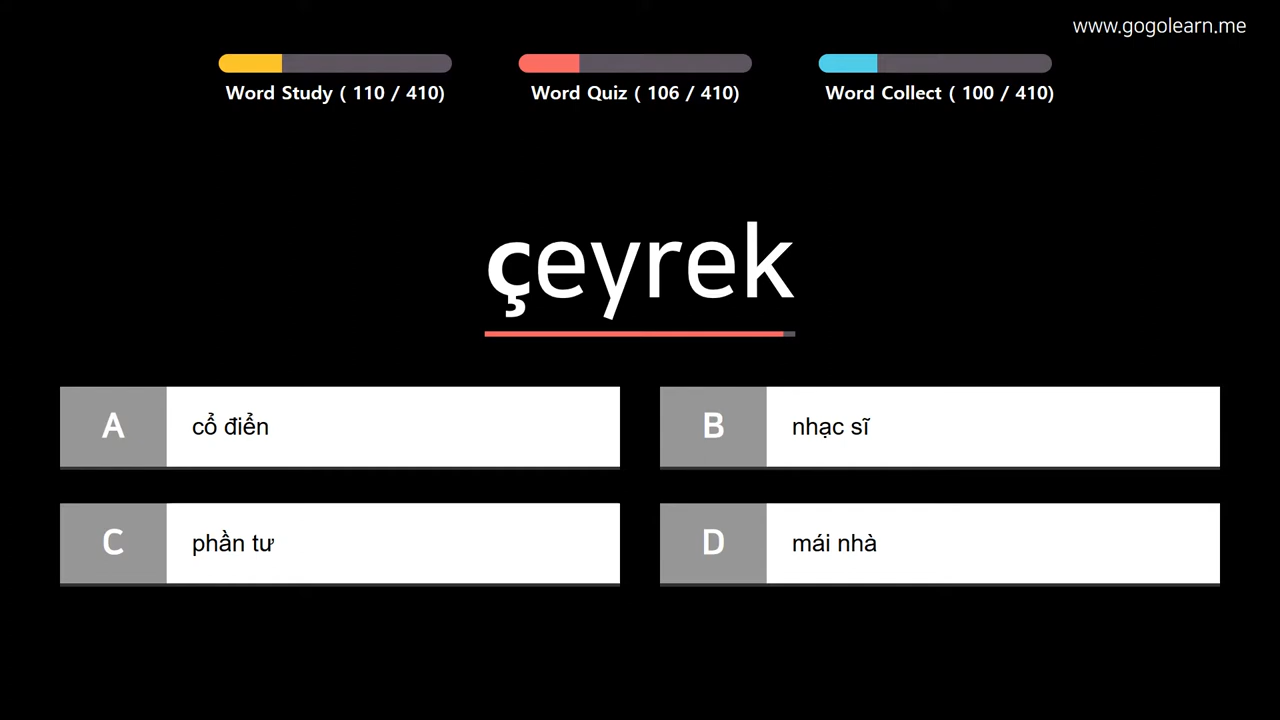 www.gogolearn.me
Word Study ( 110 / 410)
Word Quiz ( 106 / 410)
Word Collect ( 100 / 410)
çeyrek
A
cổ điển
B
nhạc sĩ
C
phần tư
D
mái nhà